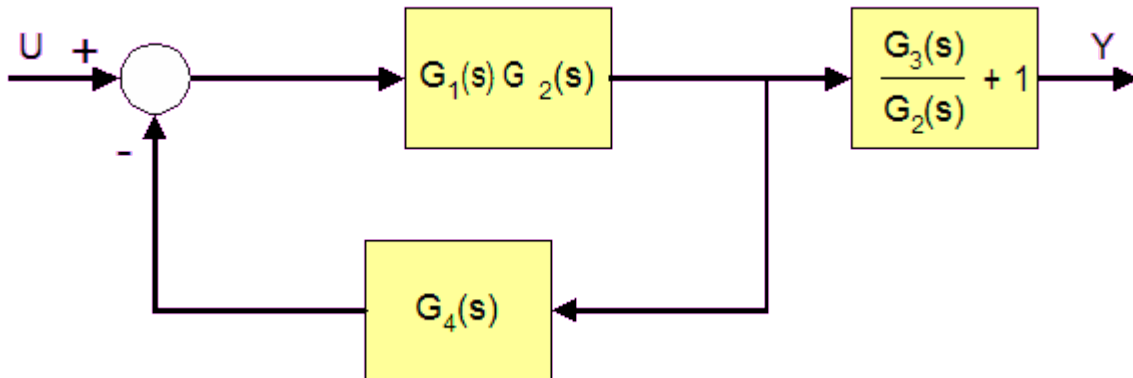 U +
G₁(s) G ₂(s)
G₃(s)
G₂(s)
+ 1
Y
-
G₄(s)